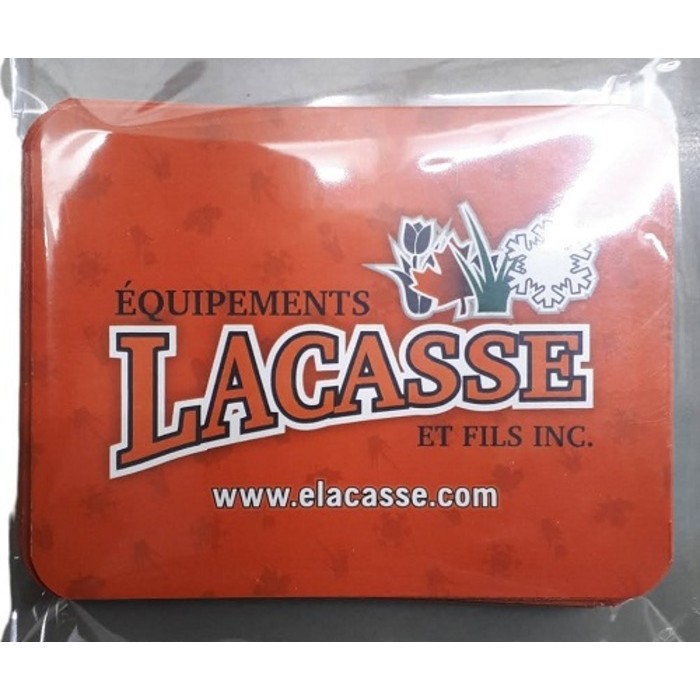 ÉQUIPEMENTS
LACASSE
ET FILS INC.
www.elacasse.com